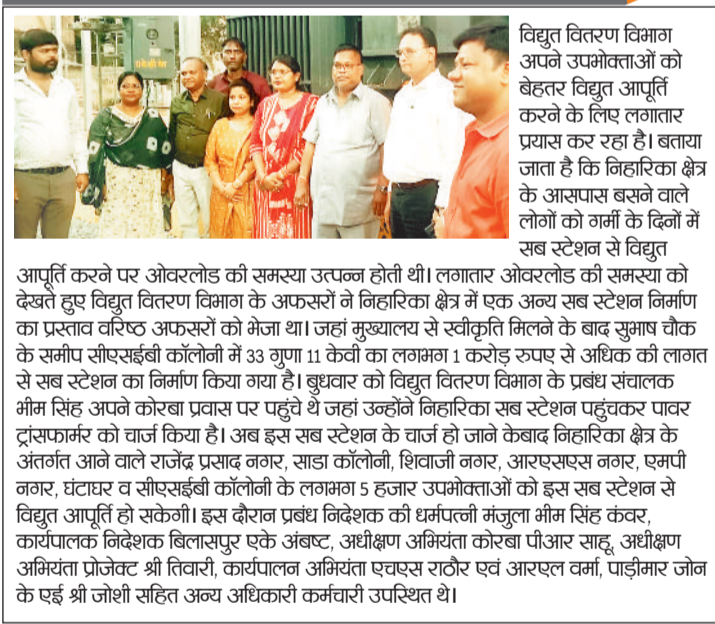 विद्युत वितरण विभाग
अपने उपभोक्ताओं को
बेहतर विद्युत आपूर्ति
करने के लिए लगातार
प्रयास कर रहा है। बताया
जाता है कि निहारिका क्षेत्र
के आसपास बसने वाले
लोगों को गर्मी के दिनों में
सब स्टेशन से विद्युत
आपूर्ति करने पर ओवरलोड की समस्या उत्पन्न होती थी। लगातार ओवरलोड की समस्या को
देखते हुए विद्युत वितरण विभाग के अफसरों ने निहारिका क्षेत्र में एक अन्य सब स्टेशन निर्माण
का प्रस्ताव वरिष्ठ अफसरों को भेजा था। जहां मुख्यालय से स्वीकृति मिलने के बाद सुभाष चौक
के समीप सीएसईबी कॉलोनी में 33 गुणा 11 केवी का लगभग 1 करोड़ रुपए से अधिक की लागत
से सब स्टेशन का निर्माण किया गया है। बुधवार को विद्युत वितरण विभाग के प्रबंध संचालक
भीम सिंह अपने कोरबा प्रवास पर पहुंचे थे जहां उन्होंने निहारिका सब स्टेशन पहुंचकर पावर
ट्रांसफार्मर को चार्ज किया है। अब इस सब स्टेशन के चार्ज हो जाने केबाद निहारिका क्षेत्र के
अंतर्गत आने वाले राजेंद्र प्रसाद नगर, साडा कॉलोनी, शिवाजी नगर, आरएसएस नगर, एमपी
नगर, घंटाघर व सीएसईबी कॉलोनी के लगभग 5 हजार उपभोक्ताओं को इस सब स्टेशन से
विद्युत आपूर्ति हो सकेगी। इस दौरान प्रबंध निदेशक की धर्मपत्नी मंजुला भीम सिंह कंवर,
कार्यपालक निदेशक बिलासपुर एके अंबष्ट, अधीक्षण अभियंता कोरबा पीआर साहू, अधीक्षण
अभियंता प्रोजेक्ट श्री तिवारी, कार्यपालन अभियंता एचएस राठौर एवं आरएल वर्मा, पाड़ीमार जोन
के एई श्री जोशी सहित अन्य अधिकारी कर्मचारी उपस्थित थे।